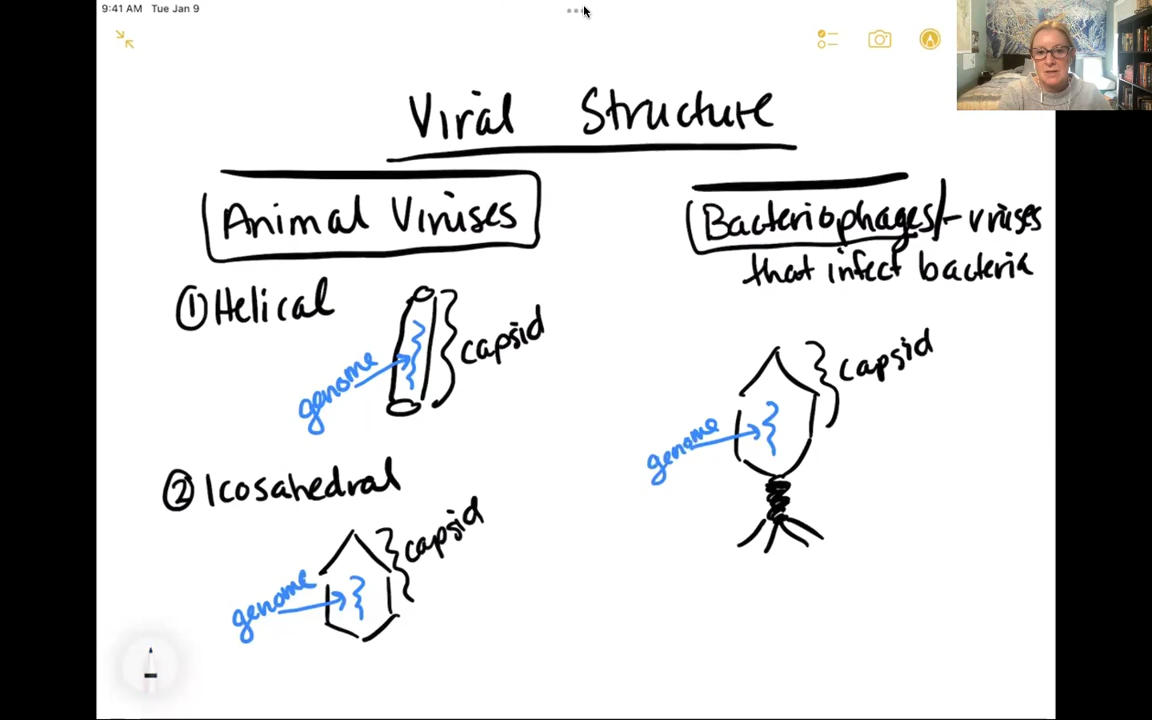 9:41 AM Tue Jan 9
Viral Structure
Animal Viruses
① Helical
capsid
genome
② Icosahedral
capsid
genome
Bacteriophages - viruses
that infect bacteria
capsid
genome